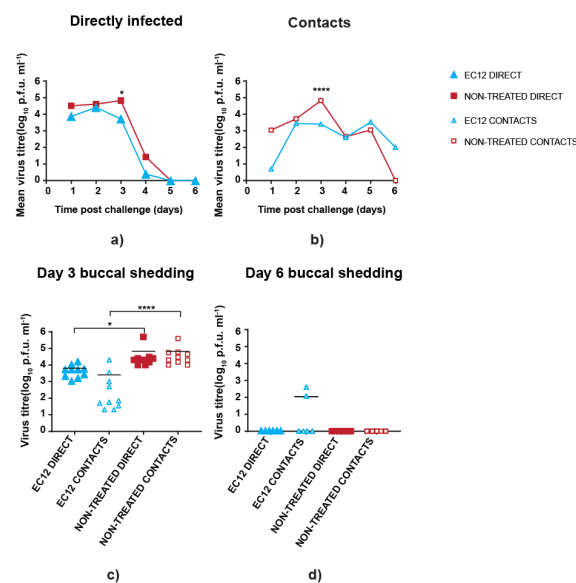 Directly infected
Contacts
Mean virus titre(log10 p.f.u. ml-1)
6
5
4
3
2
1
0
*
0 1 2 3 4 5 6
Time post challenge (days)
a)
Mean virus titre(log10 p.f.u. ml-1)
6
5
4
3
2
1
0
****
0 1 2 3 4 5 6
Time post challenge (days)
b)
EC12 DIRECT
NON-TREATED DIRECT
EC12 CONTACTS
NON-TREATED CONTACTS
Day 3 buccal shedding
Day 6 buccal shedding
Virus titre(log10 p.f.u. ml-1)
6
5
4
3
2
1
0
****
*
EC12 DIRECT
EC12 CONTACTS
NON-TREATED DIRECT
NON-TREATED CONTACTS
c)
Virus titre(log10 p.f.u. ml-1)
6
5
4
3
2
1
0
EC12 DIRECT
EC12 CONTACTS
NON-TREATED DIRECT
NON-TREATED CONTACTS
d)